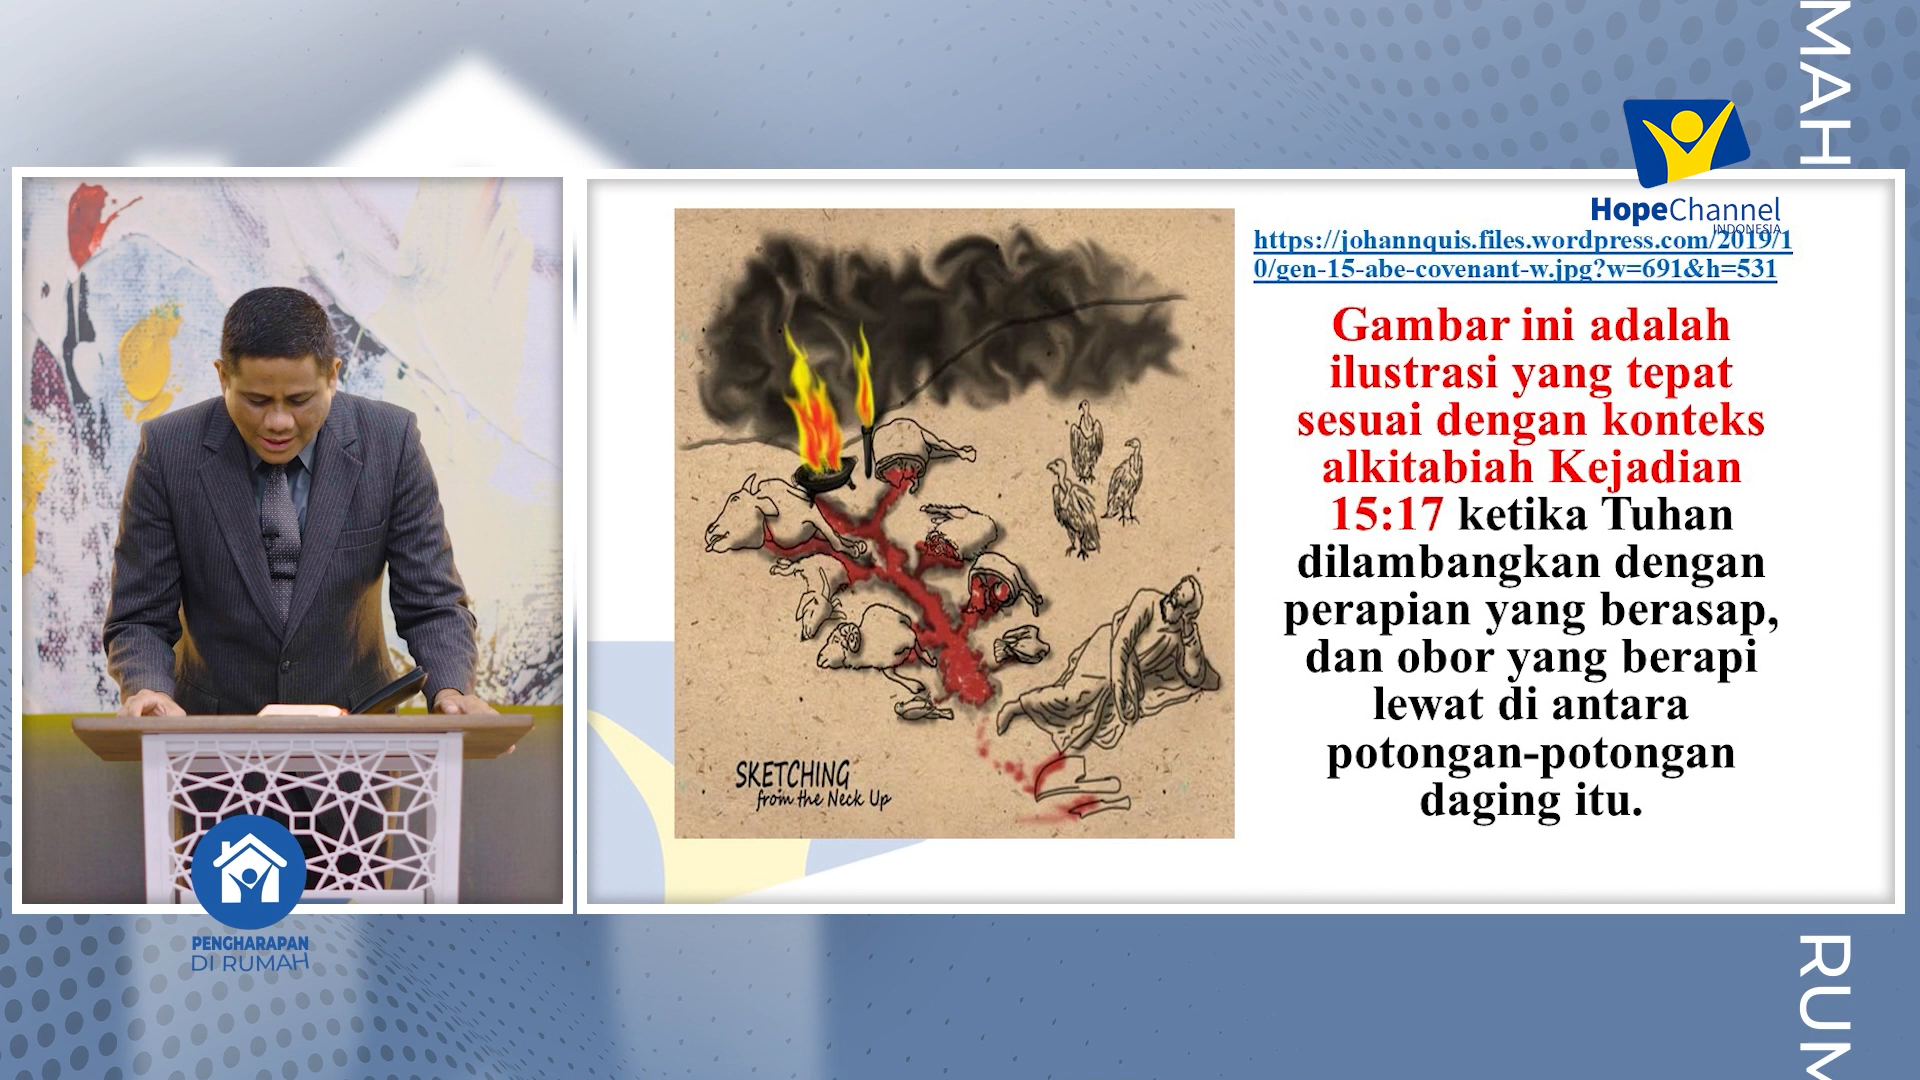 MAH
HopeChannel
INDONESIA
https://johannquis.files.wordpress.com/2019/1
0/gen-15-abe-covenant-w.jpg?w=691&h=531
Gambar ini adalah
ilustrasi yang tepat
sesuai dengan konteks
alkitabiah Kejadian
15:17 ketika Tuhan
dilambangkan dengan
perapian yang berasap,
dan obor yang berapi
lewat di antara
potongan-potongan
daging itu.
SKETCHING
from the Neck Up
PENGHARAPAN
DI RUMAH
RUM